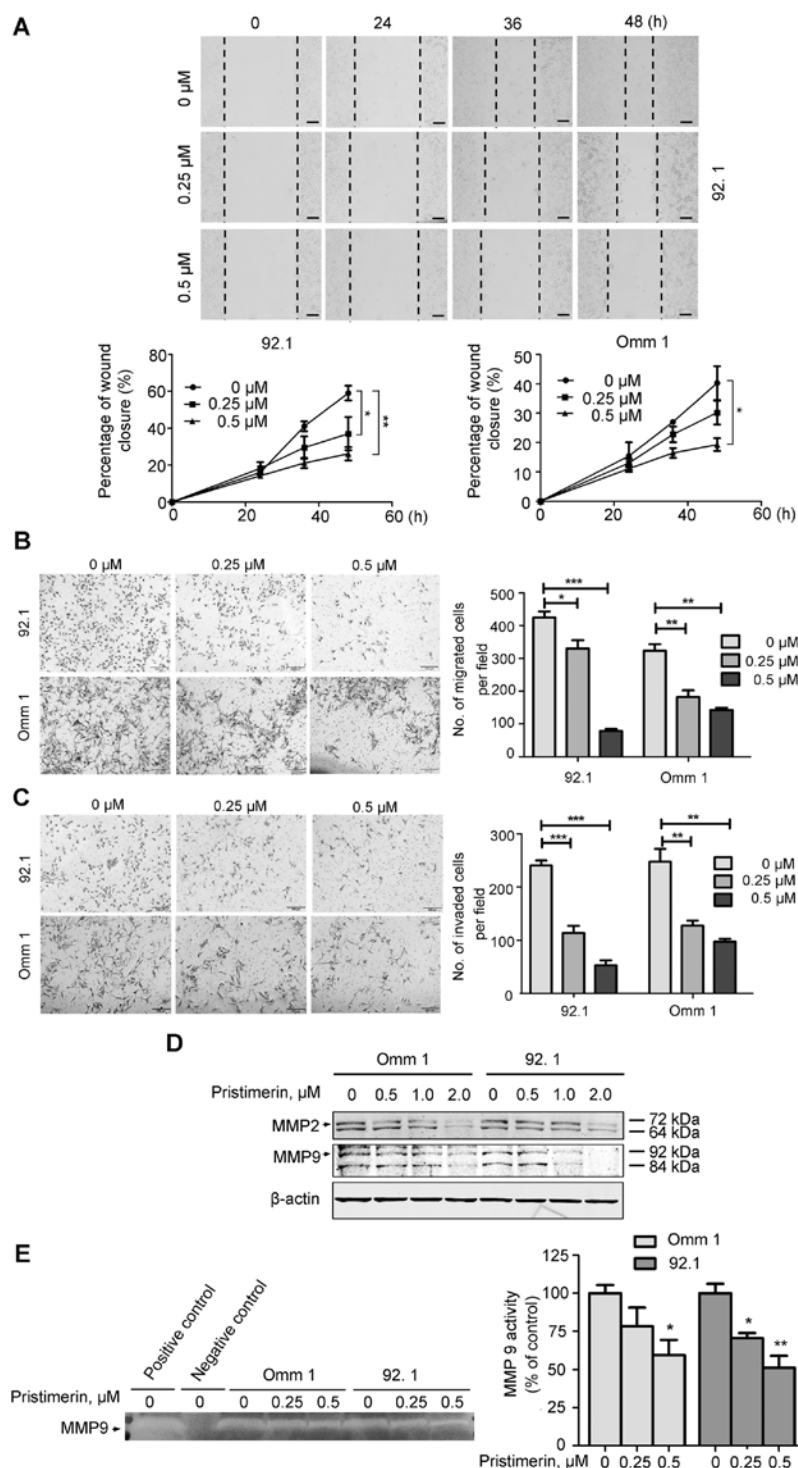 A
0 24 36 48 (h)
0 µM
0.25 µM
0.5 µM
92. 1
92.1
Percentage of wound
closure (%)
80
60
40
20
0
0 20 40 60 (h)
0 µM
0.25 µM
0.5 µM
*
**
Omm 1
Percentage of wound
closure (%)
50
40
30
20
10
0
0 20 40 60 (h)
0 µM
0.25 µM
0.5 µM
*
B
0 µM 0.25 µM 0.5 µM
92.1
Omm 1
No. of migrated cells
per field
500
400
300
200
100
0
***
*
**
**
0 µM
0.25 µM
0.5 µM
92.1 Omm 1
C
0 µM 0.25 µM 0.5 µM
92.1
Omm 1
No. of invaded cells
per field
300
200
100
0
***
***
**
**
0 µM
0.25 µM
0.5 µM
92.1 Omm 1
D
Omm 1 92. 1
Pristimerin, µM 0 0.5 1.0 2.0 0 0.5 1.0 2.0
MMP2 72 kDa
64 kDa
MMP9 92 kDa
84 kDa
β-actin
E
Positive control
Negative control
Omm 1 92. 1
Pristimerin, µM 0 0 0 0.25 0.5 0 0.25 0.5
MMP9
Omm 1
92.1
MMP 9 activity
(% of control)
125
100
75
50
25
0
*
*
**
Pristimerin, µM 0 0.25 0.5 0 0.25 0.5